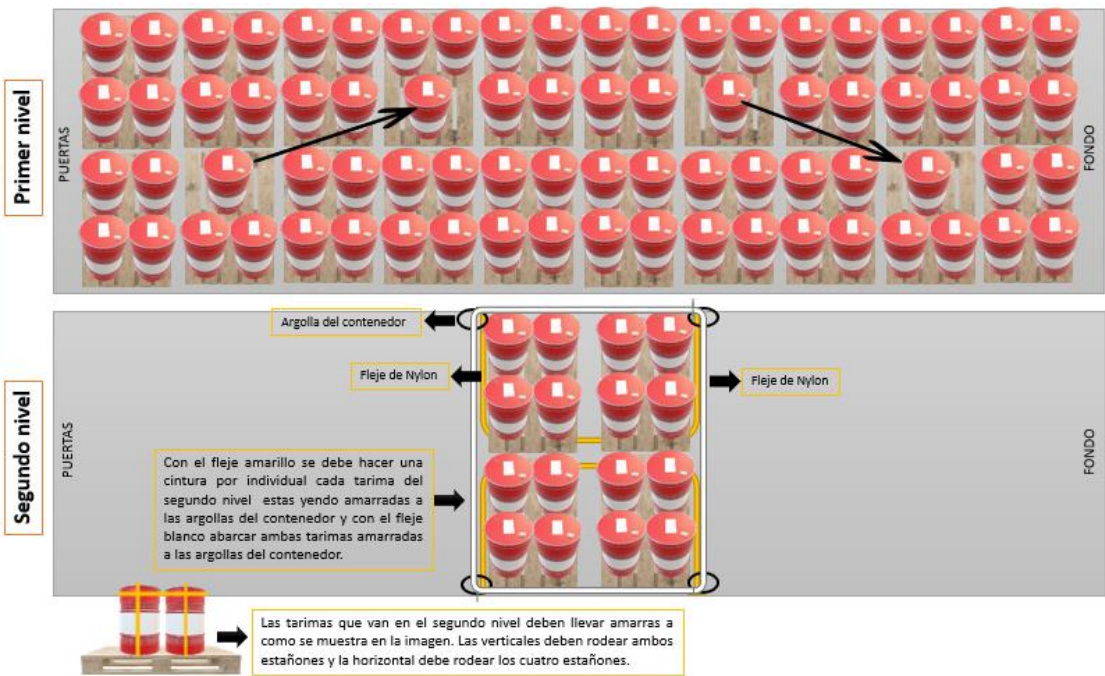 Primer nivel
PUERTAS
FONDO
Segundo nivel
PUERTAS
FONDO
Argolla del contenedor
Fleje de Nylon
Fleje de Nylon
Con el fleje amarillo se debe hacer una
cintura por individual cada tarima del
segundo nivel estas yendo amarradas a
las argollas del contenedor y con el fleje
blanco abarcar ambas tarimas amarradas
a las argollas del contenedor.
Las tarimas que van en el segundo nivel deben llevar amarras a
como se muestra en la imagen. Las verticales deben rodear ambos
estañones y la horizontal debe rodear los cuatro estañones.